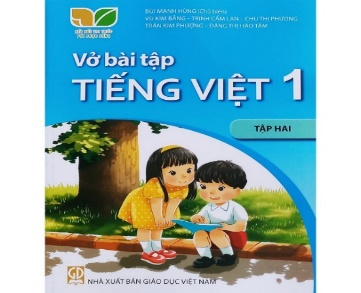 BÙI MẠNH HÙNG (Chủ biên)
VŨ KIM BẢNG – TRỊNH CẨM LAN – CHU THỊ PHƯƠNG
TRẦN KIM PHƯỢNG – ĐẶNG THỊ HẢO TÂM
Vở bài tập
TIẾNG VIỆT 1
TẬP HAI
NHÀ XUẤT BẢN GIÁO DỤC VIỆT NAM